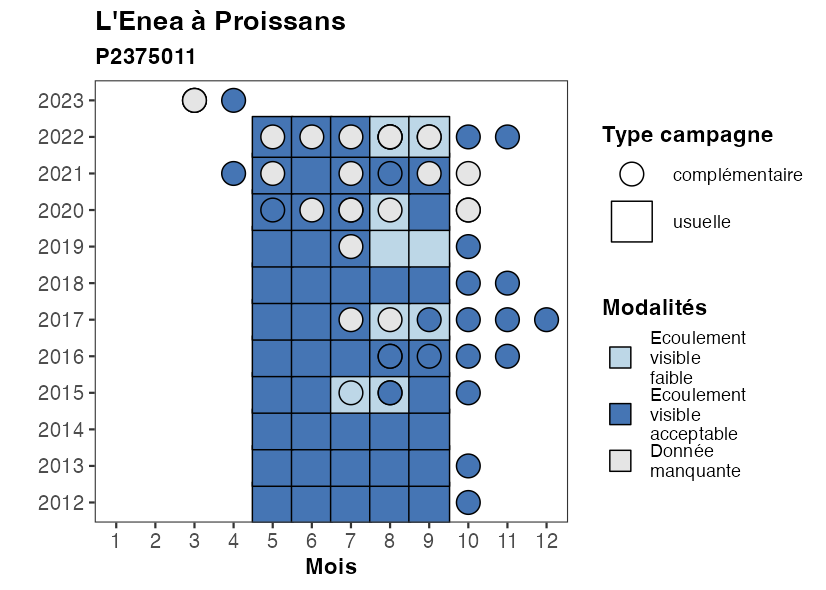 L'Enea à Proissans
P2375011
2023
2022
2021
2020
2019
2018
2017
2016
2015
2014
2013
2012
1 2 3 4 5 6 7 8 9 10 11 12
Mois
Type campagne
complémentaire
usuelle
Modalités
Ecoulement
visible
faible
Ecoulement
visible
acceptable
Donnée
manquante